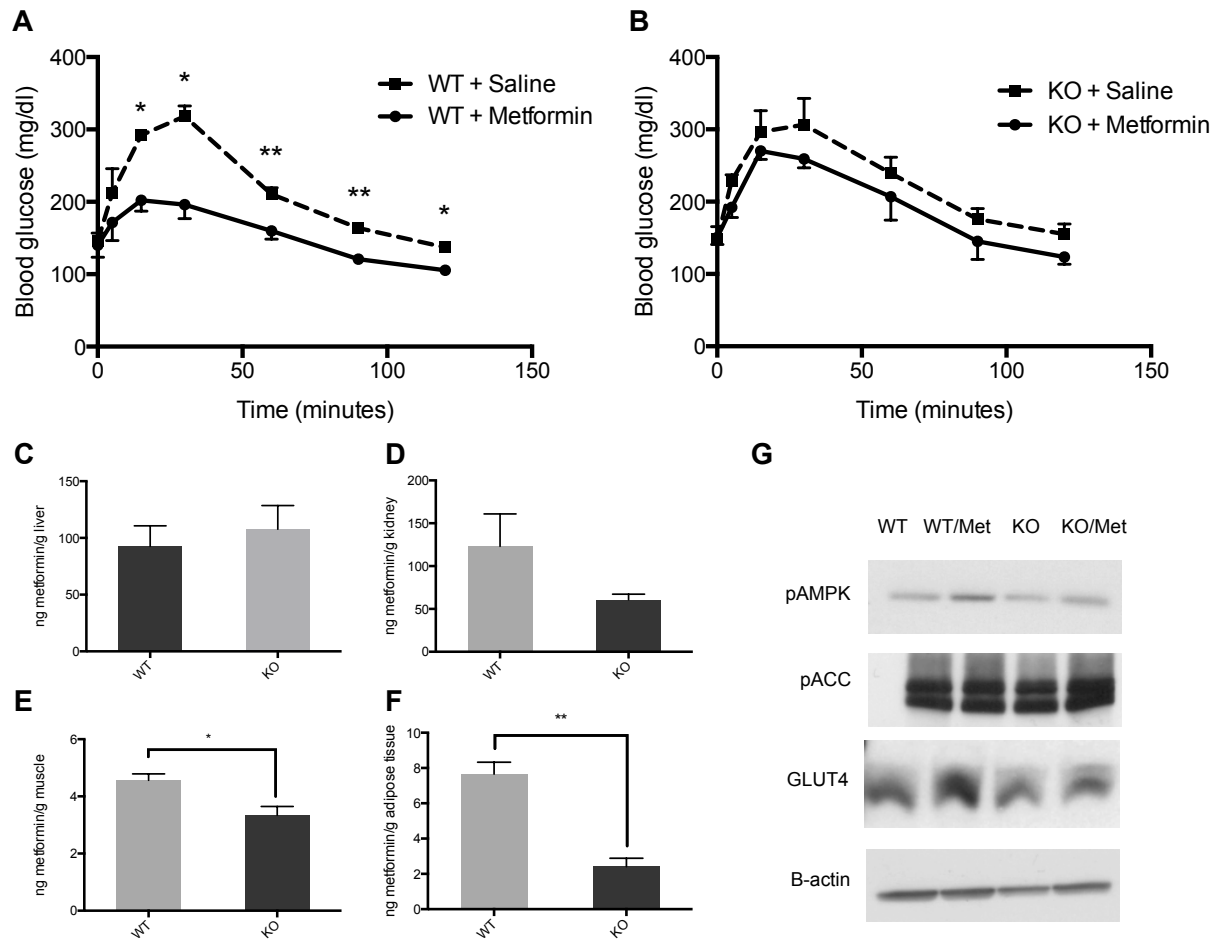 A
400
300
200
100
0
0
50
100
150
Blood glucose (mg/dl)
Time (minutes)
WT + Saline
WT + Metformin
*
*
**
**
*
B
400
300
200
100
0
0
50
100
150
Blood glucose (mg/dl)
Time (minutes)
KO + Saline
KO + Metformin
C
150
100
50
0
ng metformin/g liver
WT
KO
D
200
150
100
50
0
ng metformin/g kidney
WT
KO
E
6
4
2
0
ng metformin/g muscle
*
WT
KO
F
10
8
6
4
2
0
ng metformin/g adipose tissue
**
WT
KO
G
WT WT/Met KO KO/Met
pAMPK
pACC
GLUT4
B-actin